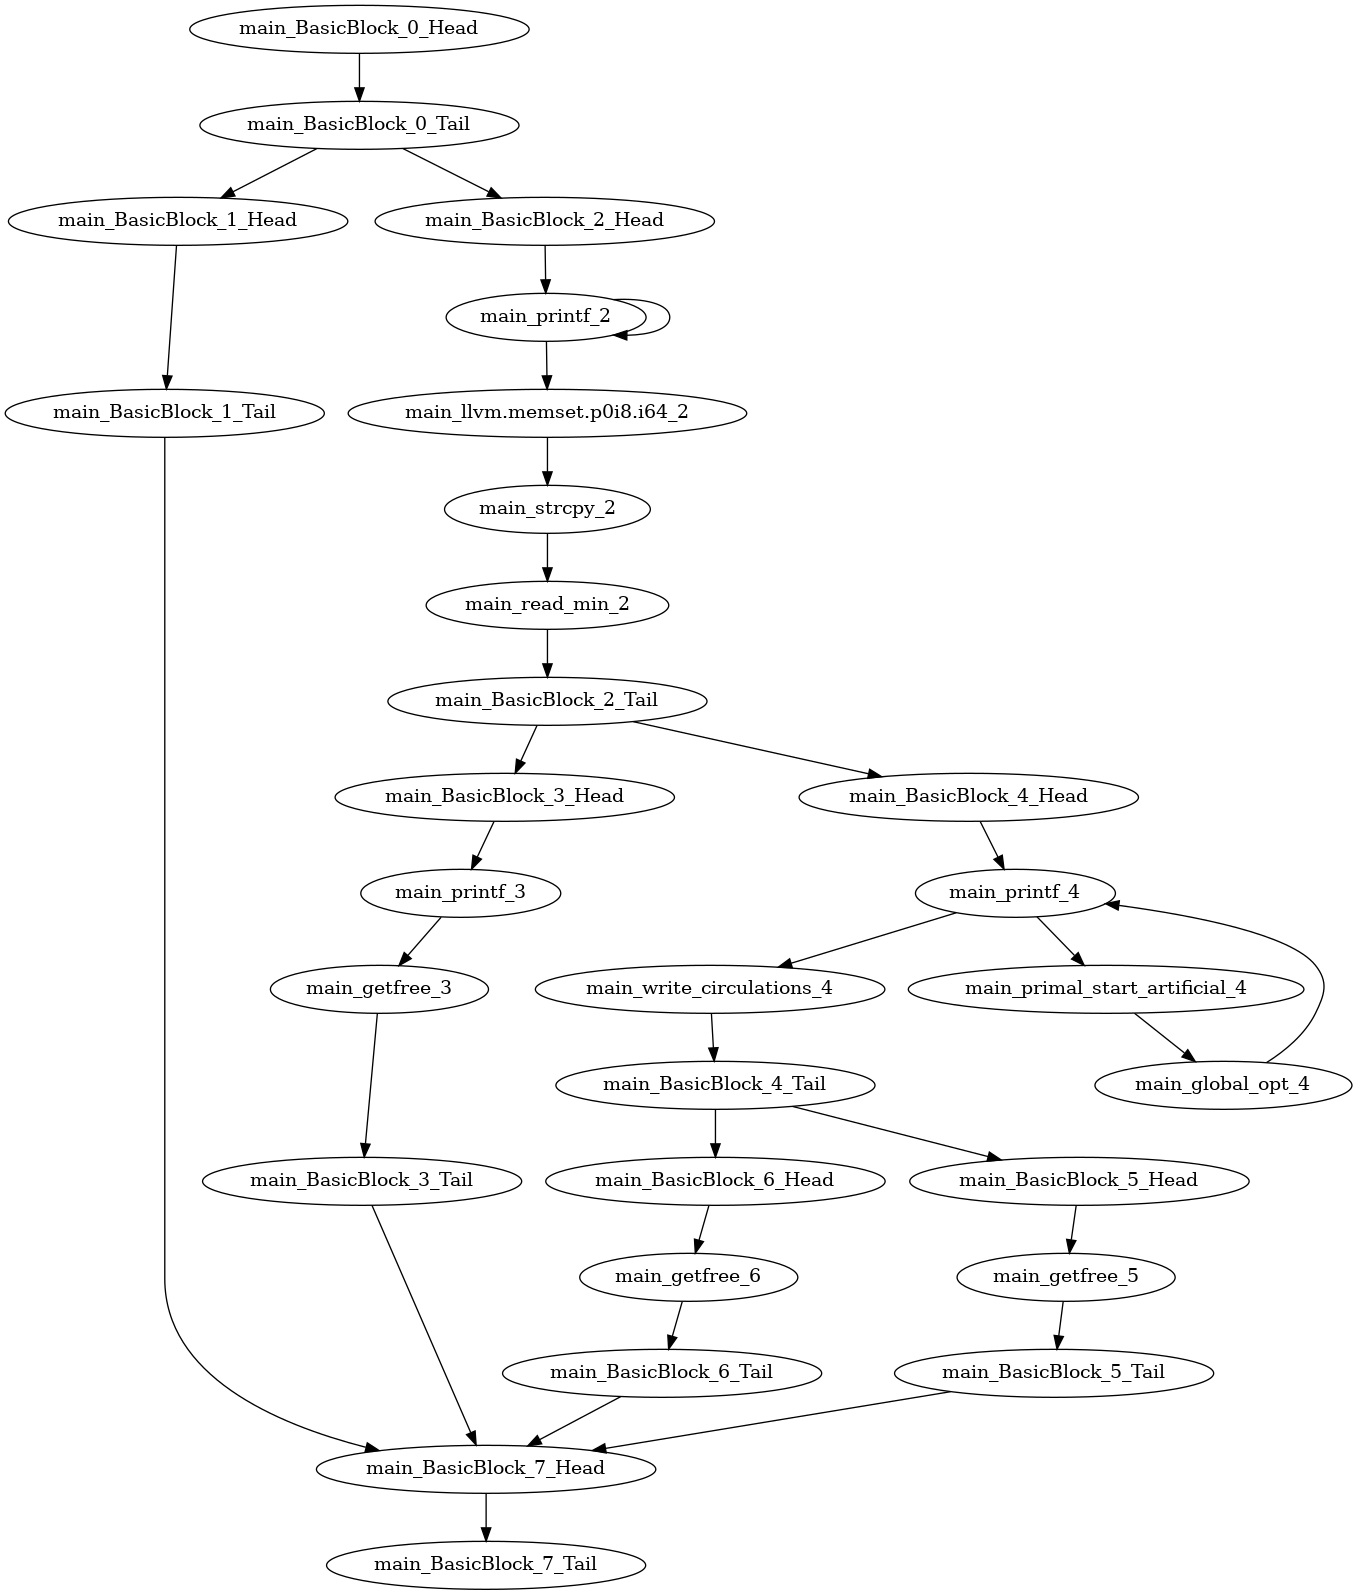 main_BasicBlock_0_Head
main_BasicBlock_0_Tail
main_BasicBlock_1_Head
main_BasicBlock_2_Head
main_printf_2
main_BasicBlock_1_Tail
main_llvm.memset.p0i8.i64_2
main_strcpy_2
main_read_min_2
main_BasicBlock_2_Tail
main_BasicBlock_3_Head
main_BasicBlock_4_Head
main_printf_3
main_printf_4
main_getfree_3
main_write_circulations_4
main_primal_start_artificial_4
main_BasicBlock_4_Tail
main_global_opt_4
main_BasicBlock_3_Tail
main_BasicBlock_6_Head
main_BasicBlock_5_Head
main_getfree_6
main_getfree_5
main_BasicBlock_6_Tail
main_BasicBlock_5_Tail
main_BasicBlock_7_Head
main_BasicBlock_7_Tail